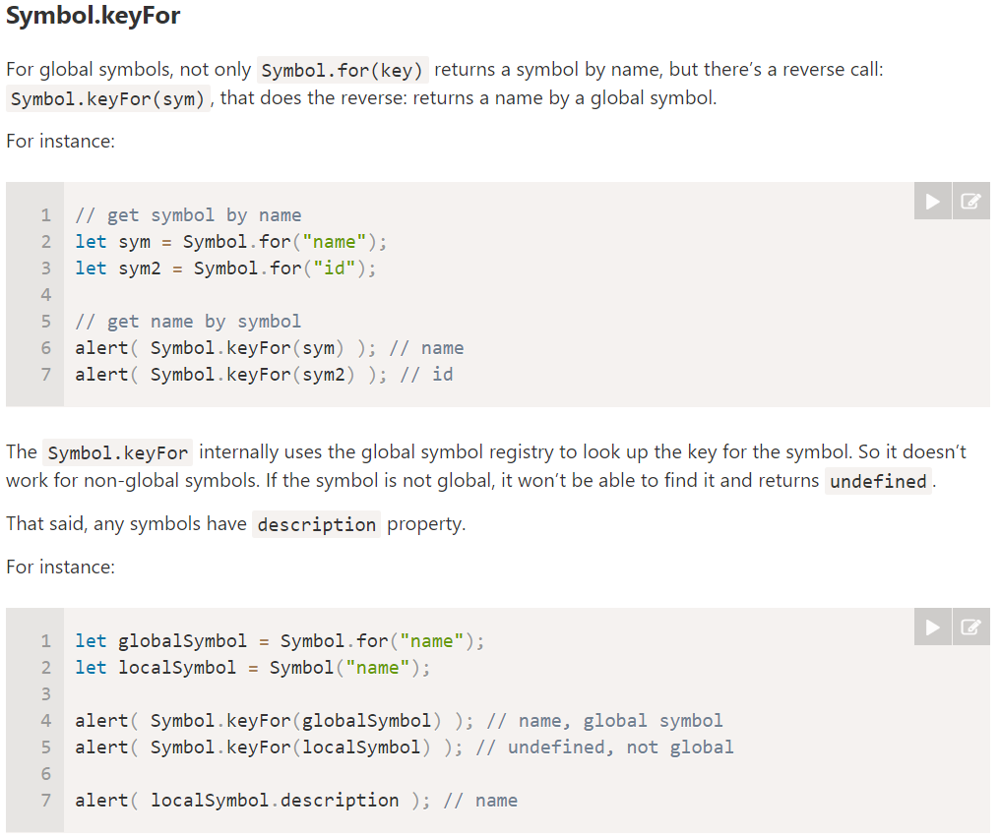 Symbol.keyFor
For global symbols, not only Symbol.for(key) returns a symbol by name, but there’s a reverse call:
Symbol.keyFor(sym) , that does the reverse: returns a name by a global symbol.
For instance:
1 // get symbol by name
2 let sym = Symbol.for("name");
3 let sym2 = Symbol.for("id");
4
5 // get name by symbol
6 alert( Symbol.keyFor(sym) ); // name
7 alert( Symbol.keyFor(sym2) ); // id
The Symbol.keyFor internally uses the global symbol registry to look up the key for the symbol. So it doesn’t
work for non-global symbols. If the symbol is not global, it won’t be able to find it and returns undefined .
That said, any symbols have description property.
For instance:
1 let globalSymbol = Symbol.for("name");
2 let localSymbol = Symbol("name");
3
4 alert( Symbol.keyFor(globalSymbol) ); // name, global symbol
5 alert( Symbol.keyFor(localSymbol) ); // undefined, not global
6
7 alert( localSymbol.description ); // name